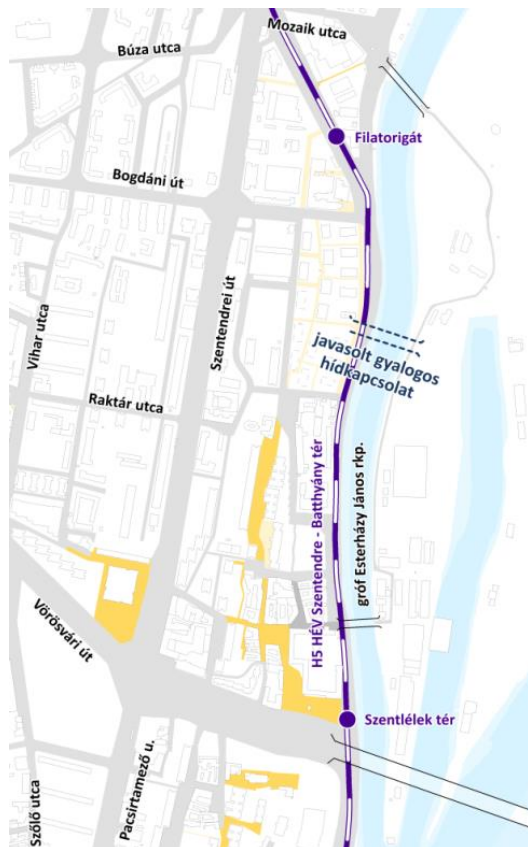 Mozaik utca
Búza utca
Filatorigát
Bogdáni út
Szentendrei út
Vihar utca
javasolt gyalogos
hídkapcsolat
Raktár utca
H5 HÉV Szentendre - Batthyány tér
gróf Esterházy János rkp.
Vörösvári út
Szentlélek tér
Pacsirtamező u.
Szőlő utca